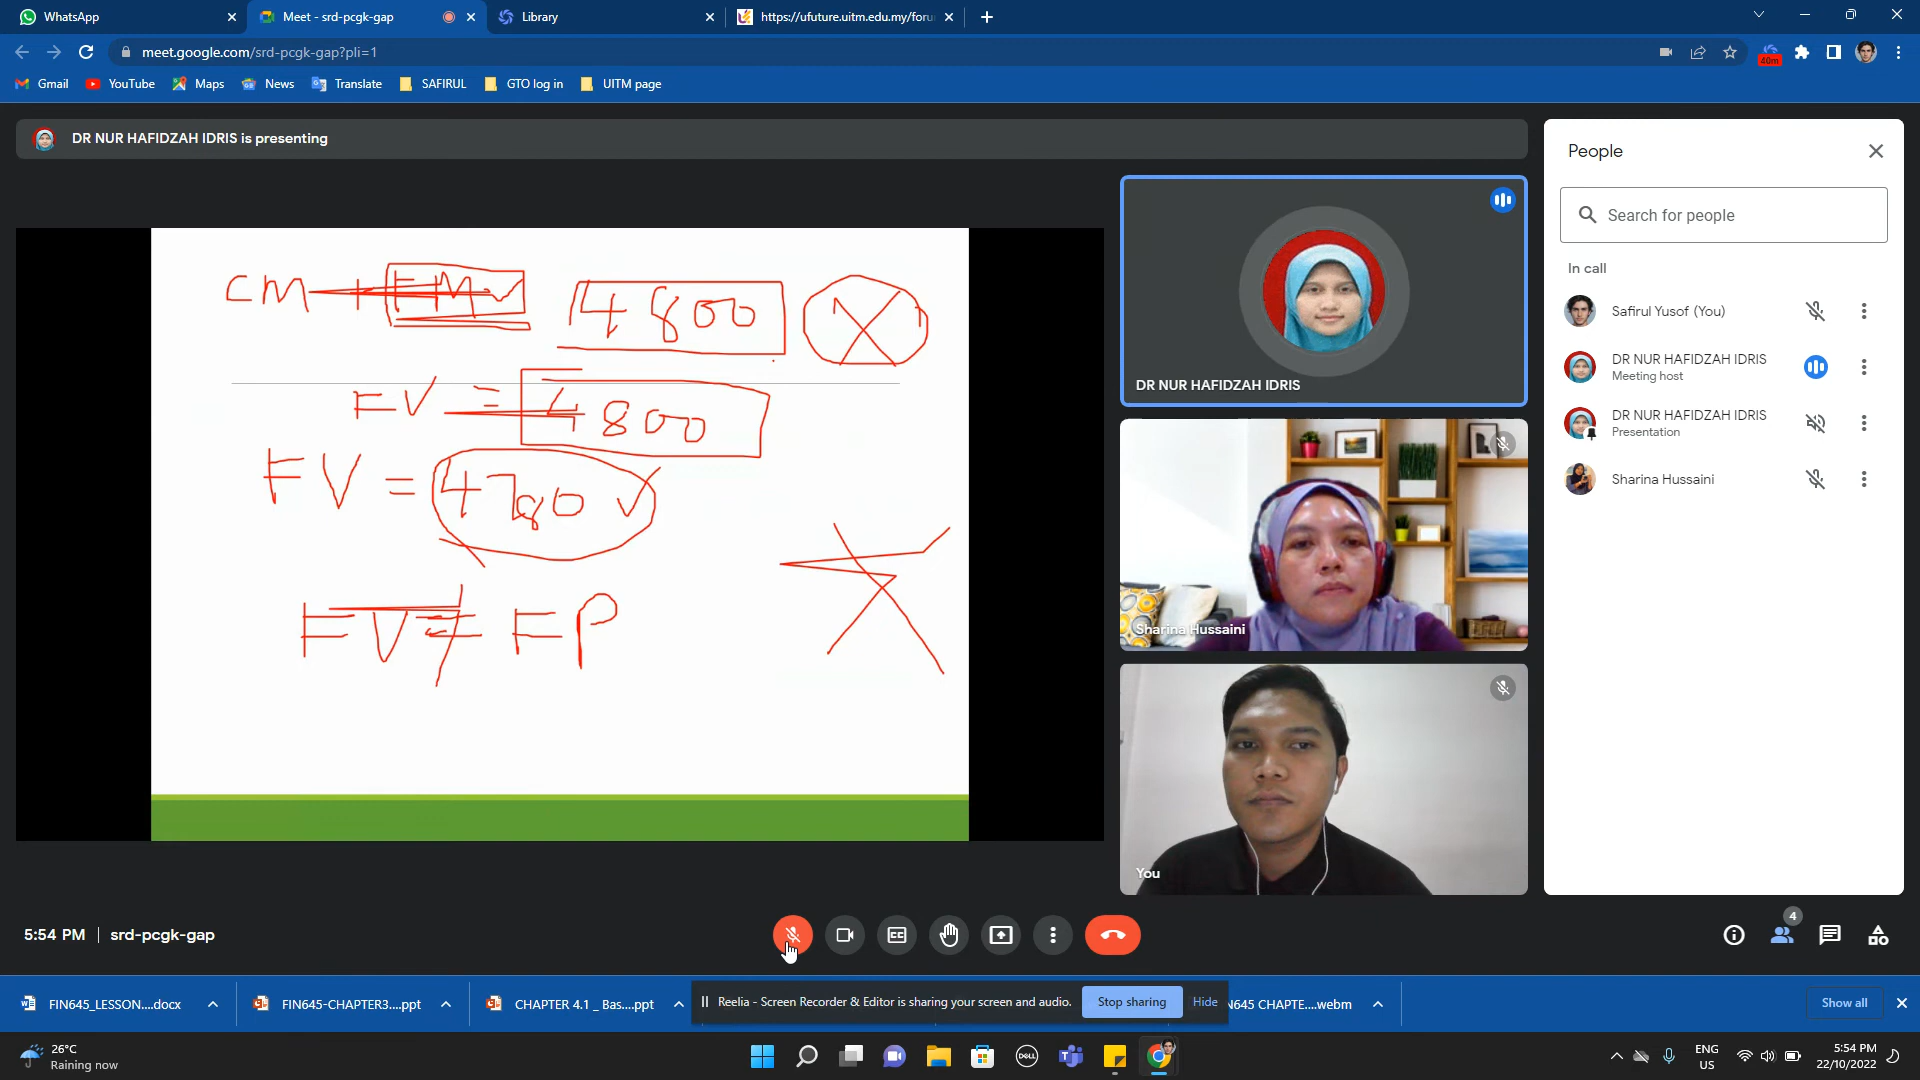 WhatsApp
Meet - srd-pcgk-gap
Library
https://ufuture.uitm.edu.my/foru
meet.google.com/srd-pcgk-gap?pli=1
40m
Gmail
YouTube
Maps
News
Translate
SAFIRUL
GTO log in
UITM page
DR NUR HAFIDZAH IDRIS is presenting
CM + FMV 4800
FV = 4800
FV = 4780 ✓
FV ≠ FP
DR NUR HAFIDZAH IDRIS
Sharina Hussaini
You
People
Search for people
In call
Safirul Yusof (You)
DR NUR HAFIDZAH IDRIS
Meeting host
DR NUR HAFIDZAH IDRIS
Presentation
Sharina Hussaini
5:54 PM | srd-pcgk-gap
4
FIN645_LESSON....docx
FIN645-CHAPTER3....ppt
CHAPTER 4.1 _ Bas....ppt
Reelia - Screen Recorder & Editor is sharing your screen and audio.
Stop sharing
Hide
N645 CHAPTE....webm
Show all
26°C
Raining now
DELL
ENG
US
5:54 PM
22/10/2022